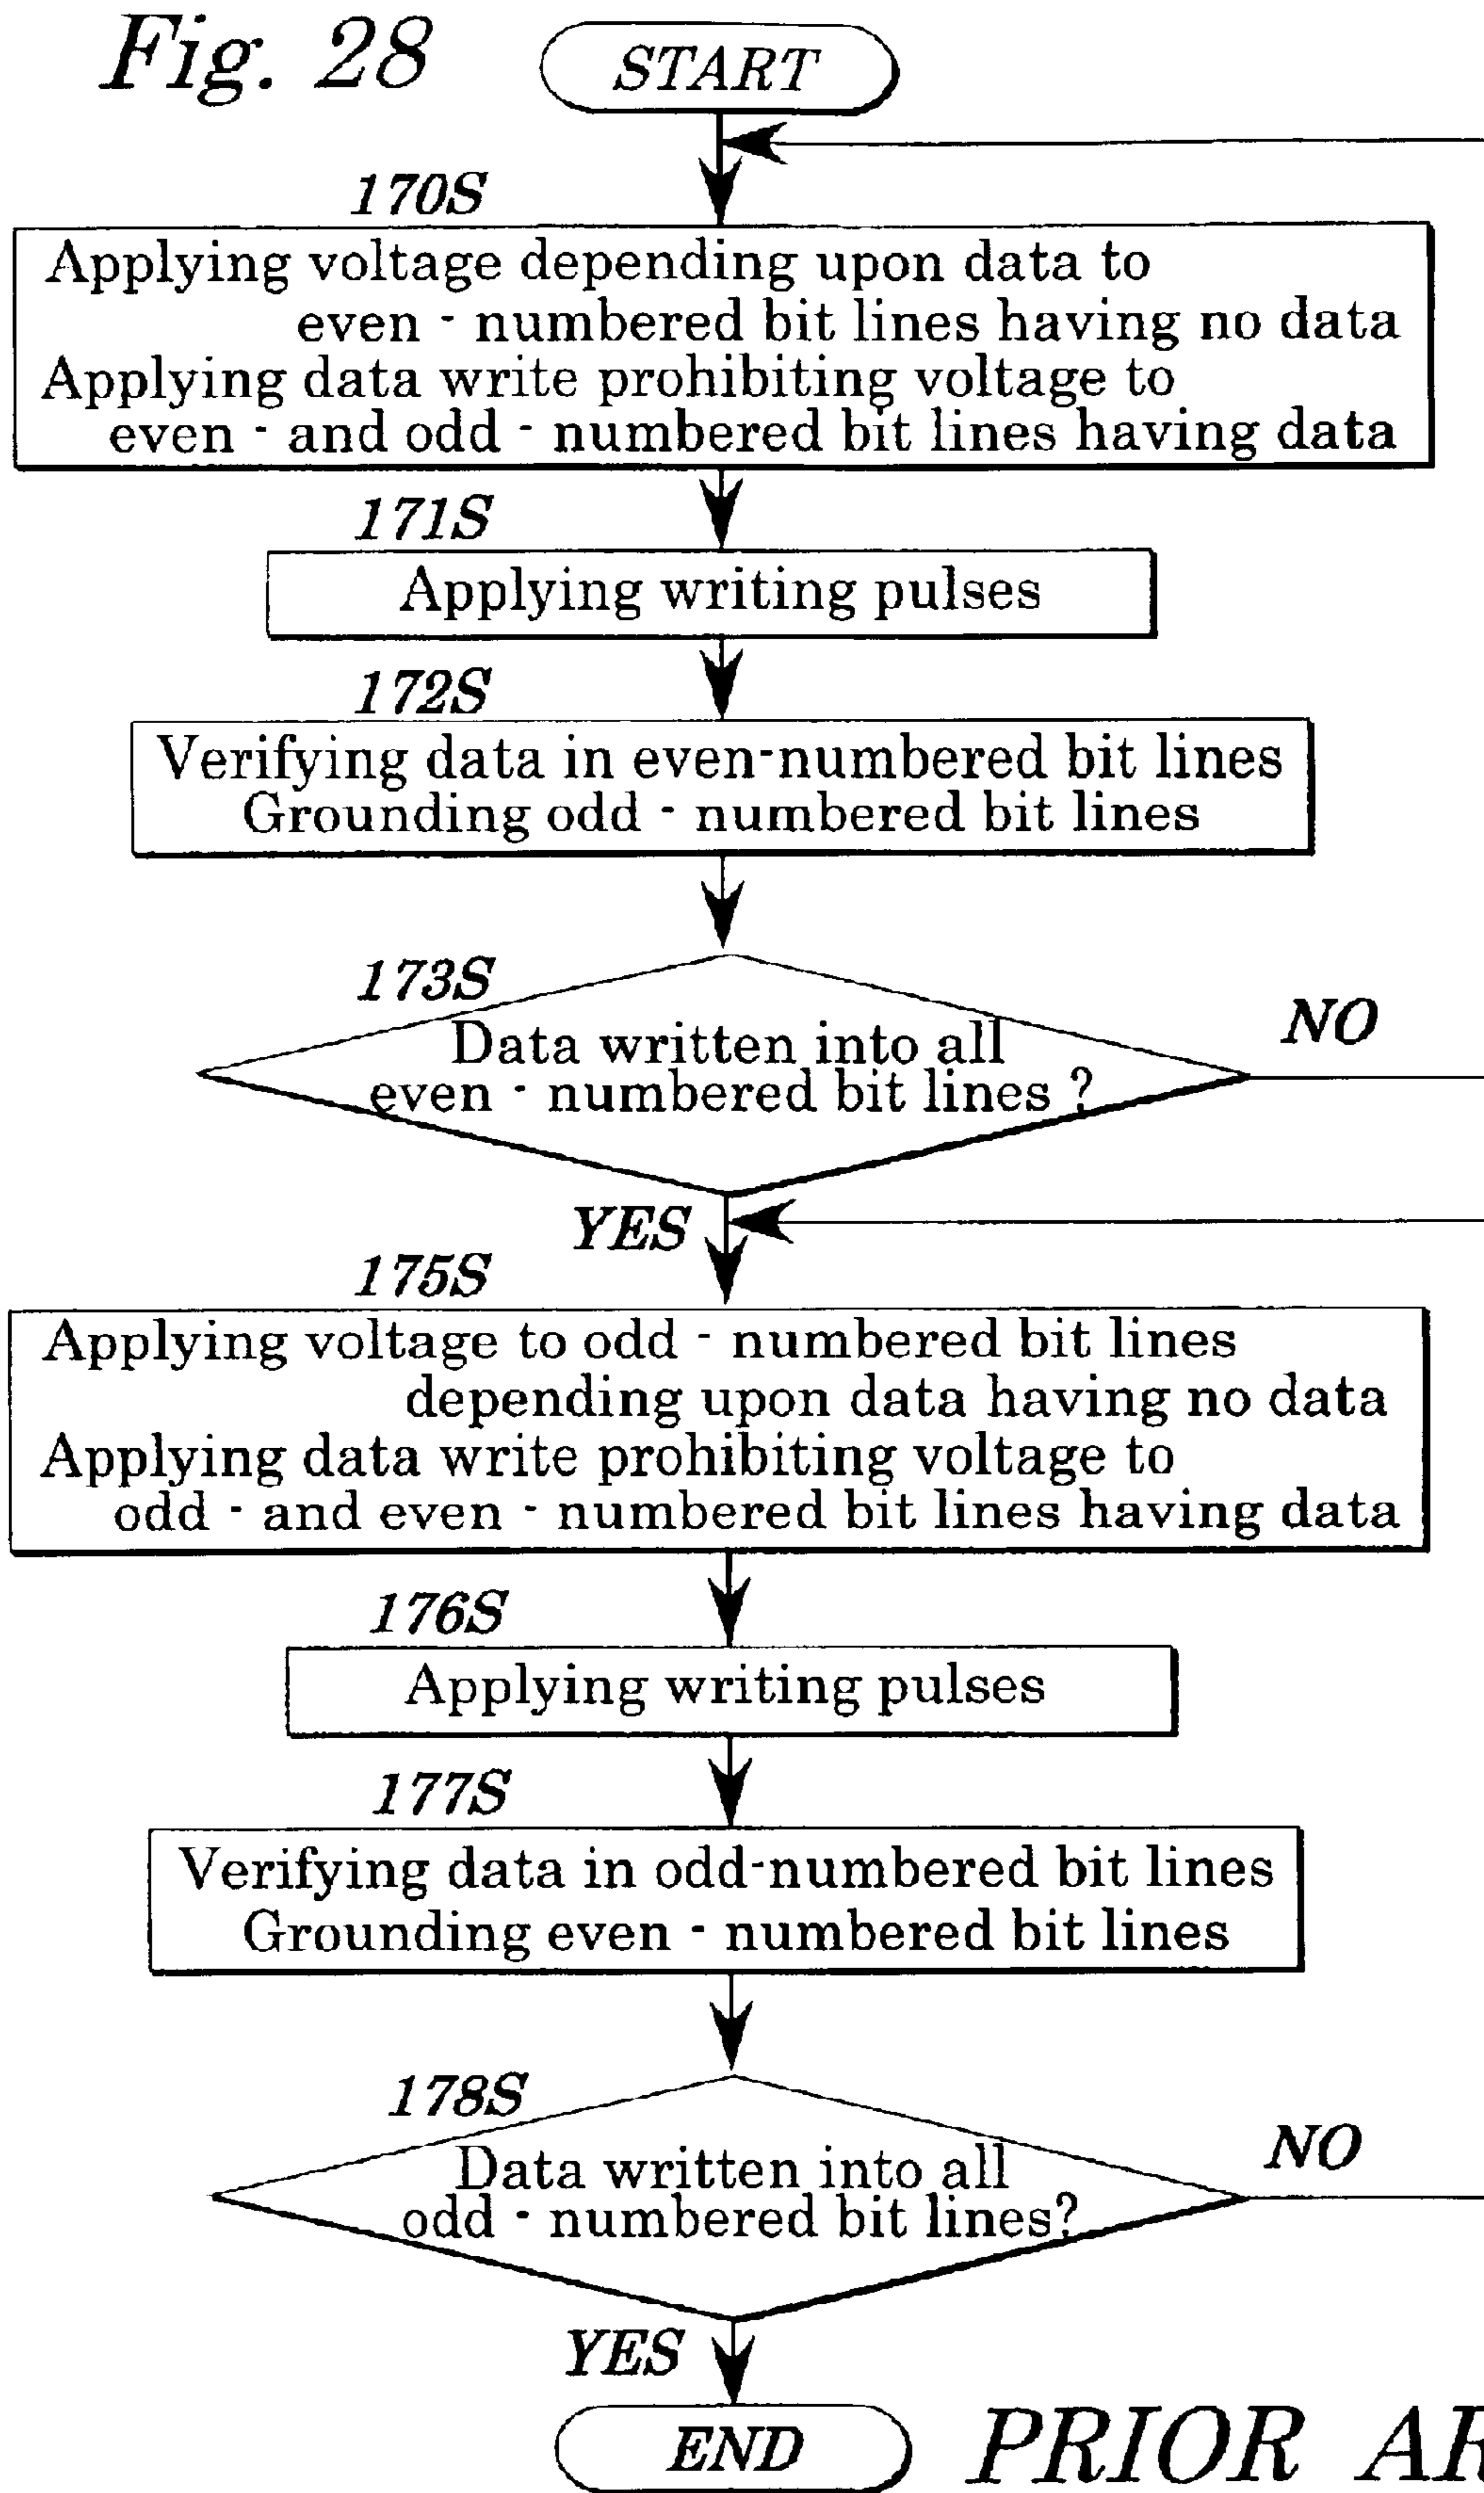 Fig. 28
START
170S
Applying voltage depending upon data to
even - numbered bit lines having no data
Applying data write prohibiting voltage to
even - and odd - numbered bit lines having data
171S
Applying writing pulses
172S
Verifying data in even-numbered bit lines
Grounding odd - numbered bit lines
173S
Data written into all
even - numbered bit lines ?
NO
YES
175S
Applying voltage to odd - numbered bit lines
depending upon data having no data
Applying data write prohibiting voltage to
odd - and even - numbered bit lines having data
176S
Applying writing pulses
177S
Verifying data in odd-numbered bit lines
Grounding even - numbered bit lines
178S
Data written into all
odd - numbered bit lines?
NO
YES
END
PRIOR